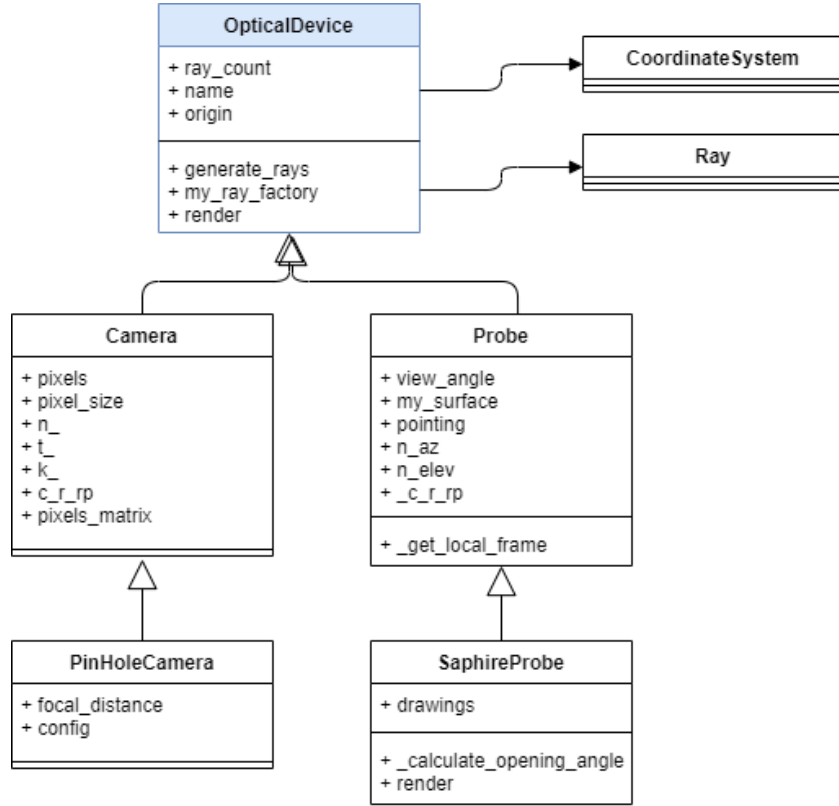 OpticalDevice
+ ray_count
+ name
+ origin
+ generate_rays
+ my_ray_factory
+ render
CoordinateSystem
Ray
Camera
+ pixels
+ pixel_size
+ n_
+ t_
+ k_
+ c_r_rp
+ pixels_matrix
Probe
+ view_angle
+ my_surface
+ pointing
+ n_az
+ n_elev
+ _c_r_rp
+ _get_local_frame
PinHoleCamera
+ focal_distance
+ config
SaphireProbe
+ drawings
+ _calculate_opening_angle
+ render